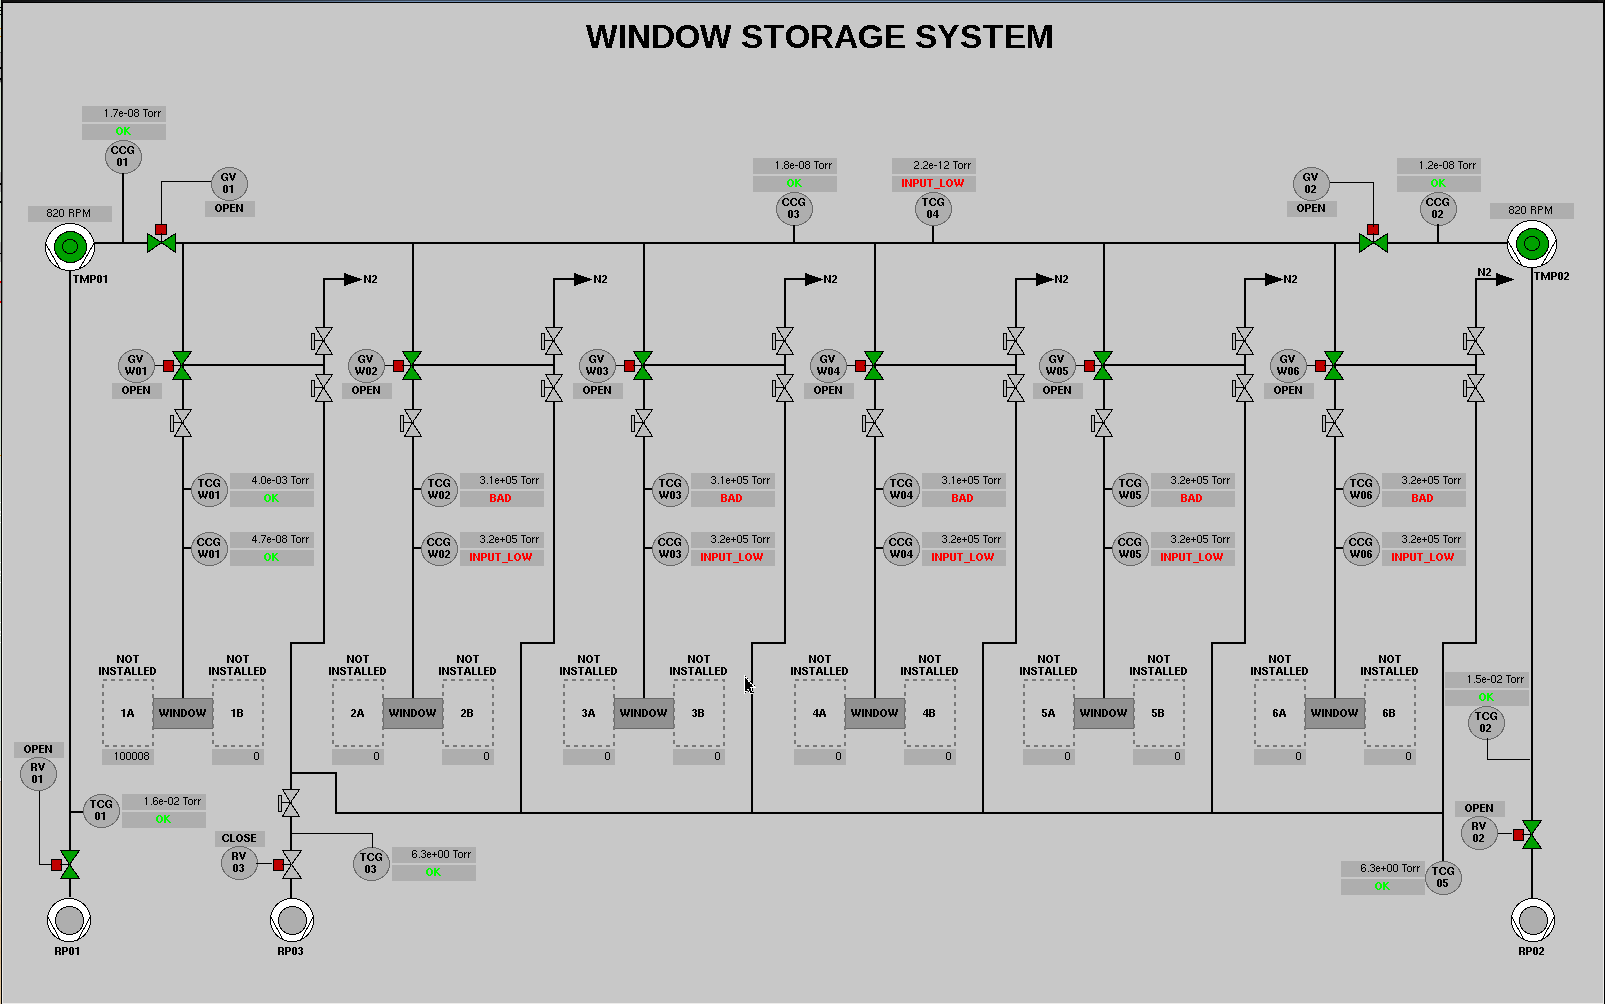 WINDOW STORAGE SYSTEM
1.7e-08 Torr
OK
CCG
01
GV
01
OPEN
820 RPM
TMP01
1.8e-08 Torr
OK
CCG
03
2.2e-12 Torr
INPUT_LOW
TCG
04
GV
02
OPEN
1.2e-08 Torr
OK
CCG
02
820 RPM
TMP02
N2
N2
N2
N2
N2
N2
GV
W01
OPEN
GV
W02
OPEN
GV
W03
OPEN
GV
W04
OPEN
GV
W05
OPEN
GV
W06
OPEN
TCG
W01
4.0e-03 Torr
OK
TCG
W02
3.1e+05 Torr
BAD
TCG
W03
3.1e+05 Torr
BAD
TCG
W04
3.1e+05 Torr
BAD
TCG
W05
3.2e+05 Torr
BAD
TCG
W06
3.2e+05 Torr
BAD
CCG
W01
4.7e-08 Torr
OK
CCG
W02
3.2e+05 Torr
INPUT_LOW
CCG
W03
3.2e+05 Torr
INPUT_LOW
CCG
W04
3.2e+05 Torr
INPUT_LOW
CCG
W05
3.2e+05 Torr
INPUT_LOW
CCG
W06
3.2e+05 Torr
INPUT_LOW
NOT
INSTALLED
1A
100008
WINDOW
NOT
INSTALLED
1B
0
NOT
INSTALLED
2A
0
WINDOW
NOT
INSTALLED
2B
0
NOT
INSTALLED
3A
0
WINDOW
NOT
INSTALLED
3B
0
NOT
INSTALLED
4A
0
WINDOW
NOT
INSTALLED
4B
0
NOT
INSTALLED
5A
0
WINDOW
NOT
INSTALLED
5B
0
NOT
INSTALLED
6A
0
WINDOW
NOT
INSTALLED
6B
0
1.5e-02 Torr
OK
TCG
02
OPEN
RV
01
TCG
01
1.6e-02 Torr
OK
CLOSE
RV
03
TCG
03
6.3e+00 Torr
OK
OPEN
RV
02
6.3e+00 Torr
OK
TCG
05
RP01
RP03
RP02